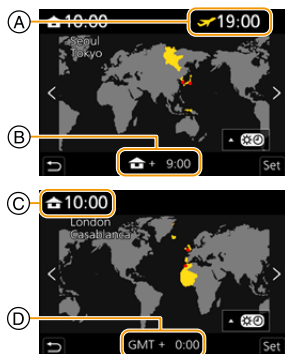 A
10:00
19:00
Seoul
Tokyo
B
+ 9:00
Set
C
10:00
London
Casablanca
D
GMT + 0:00
Set